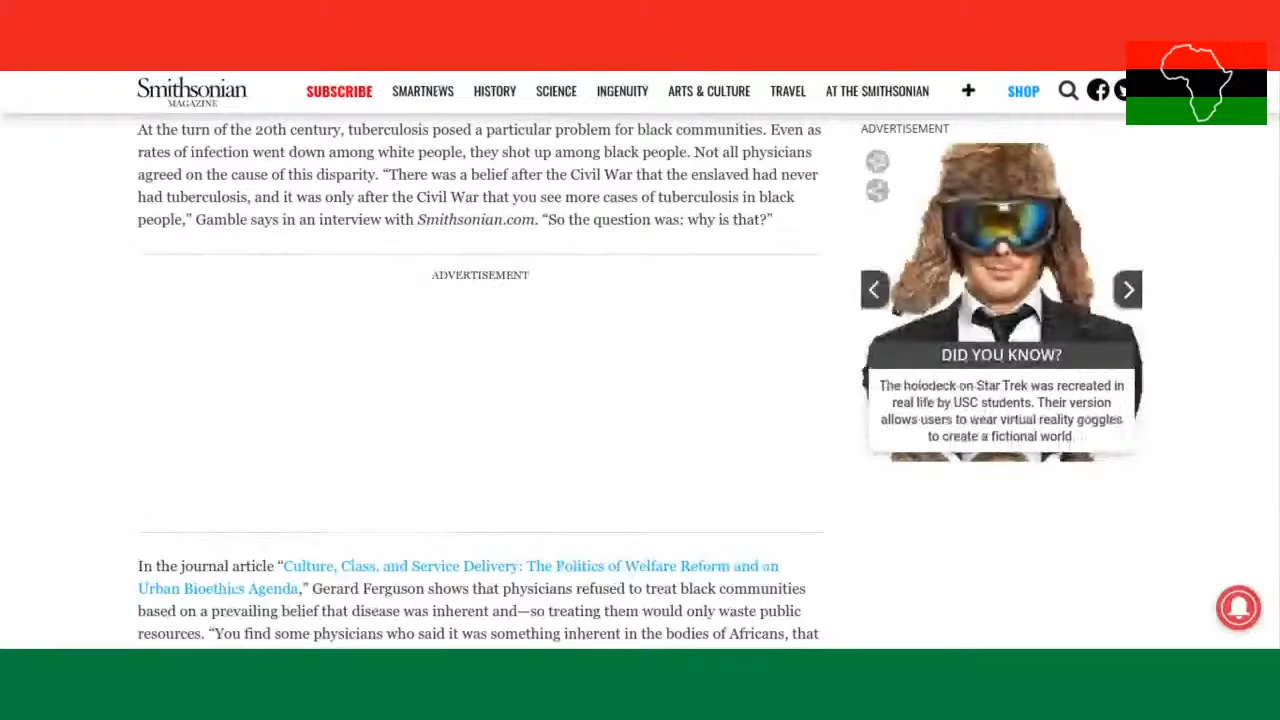 Smithsonian
MAGAZINE
SUBSCRIBE SMARTNEWS HISTORY SCIENCE INGENUITY ARTS & CULTURE TRAVEL AT THE SMITHSONIAN + SHOP
At the turn of the 20th century, tuberculosis posed a particular problem for black communities. Even as
rates of infection went down among white people, they shot up among black people. Not all physicians
agreed on the cause of this disparity. “There was a belief after the Civil War that the enslaved had never
had tuberculosis, and it was only after the Civil War that you see more cases of tuberculosis in black
people,” Gamble says in an interview with Smithsonian.com. “So the question was: why is that?”
ADVERTISEMENT
In the journal article “Culture, Class, and Service Delivery: The Politics of Welfare Reform and an
Urban Bioethics Agenda,” Gerard Ferguson shows that physicians refused to treat black communities
based on a prevailing belief that disease was inherent and—so treating them would only waste public
resources. “You find some physicians who said it was something inherent in the bodies of Africans, that
ADVERTISEMENT
DID YOU KNOW?
The holodeck on Star Trek was recreated in
real life by USC students. Their version
allows users to wear virtual reality goggles
to create a fictional world